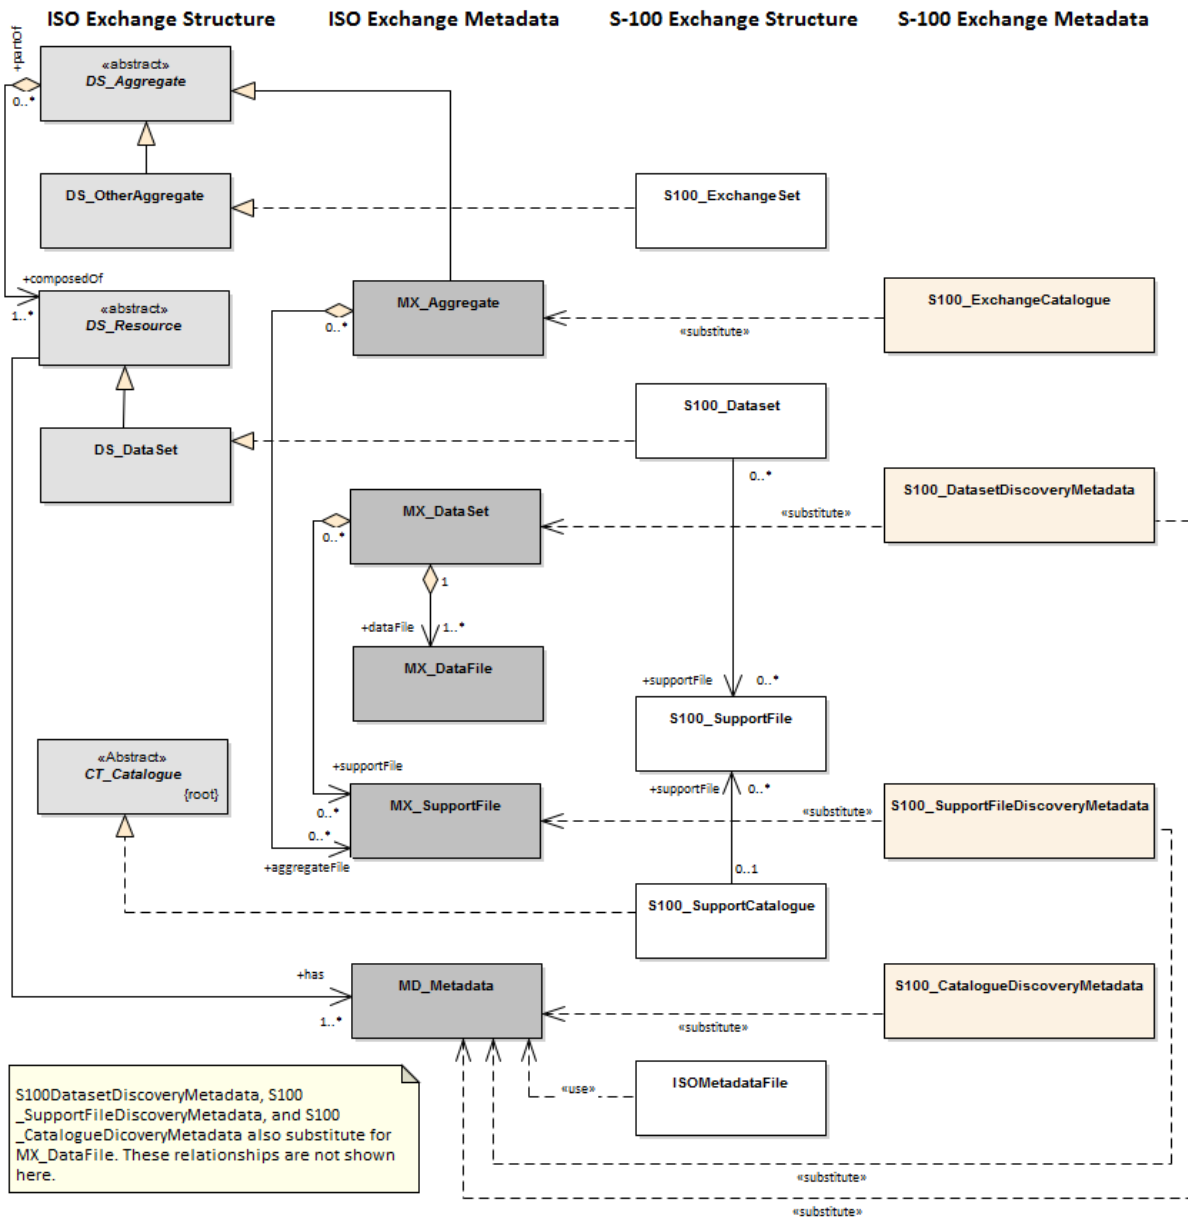 ISO Exchange Structure
ISO Exchange Metadata
S-100 Exchange Structure
S-100 Exchange Metadata
+partOf
0..*
«abstract»
DS_Aggregate
DS_OtherAggregate
S100_ExchangeSet
+composedOf
1..*
«abstract»
DS_Resource
MX_Aggregate
0..*
«substitute»
S100_ExchangeCatalogue
DS_DataSet
S100_Dataset
0..*
MX_DataSet
0..*
1
«substitute»
S100_DatasetDiscoveryMetadata
+dataFile
1..*
MX_DataFile
+supportFile
0..*
S100_SupportFile
«Abstract»
CT_Catalogue
{root}
+supportFile
0..*
MX_SupportFile
0..*
+aggregateFile
+supportFile
0..*
«substitute»
S100_SupportFileDiscoveryMetadata
0..1
S100_SupportCatalogue
+has
1..*
MD_Metadata
«substitute»
S100_CatalogueDiscoveryMetadata
«use»
ISOMetadataFile
S100DatasetDiscoveryMetadata, S100
_SupportFileDiscoveryMetadata, and S100
_CatalogueDicoveryMetadata also substitute for
MX_DataFile. These relationships are not shown
here.
«substitute»
«substitute»